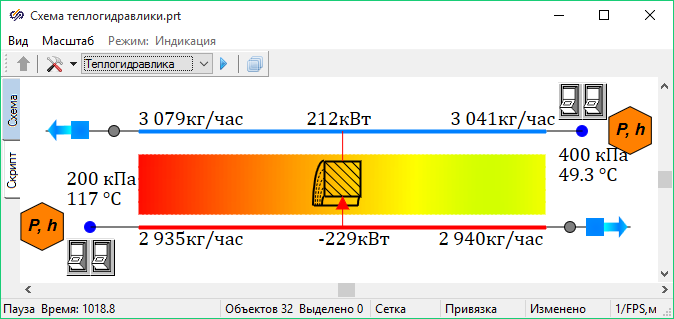 Схема теплогидравлики.prt
Вид Масштаб Режим: Индикация
Теплогидравлика
Схема
Скрипт
3 079кг/час 212кВт 3 041кг/час
P, h
400 кПа
49.3 °C
200 кПа
117 °C
P, h
2 935кг/час -229кВт 2 940кг/час
Пауза Время: 1018.8 Объектов 32 Выделено 0 Сетка Привязка Изменено 1/FPS,м